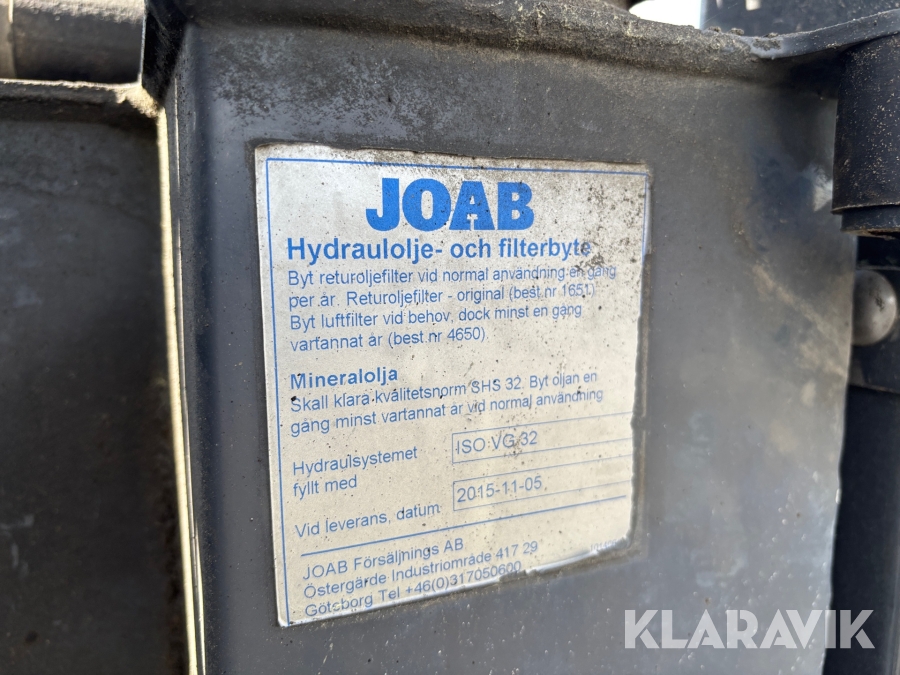 JOAB
Hydraulolje- och filterbyte
Byt returoljefilter vid normal användning en gång
per år. Returoljefilter - original (best.nr 1651)
Byt luftfilter vid behov, dock minst en gång
vartannat år (best.nr 4650).
Mineralolja
Skall klara kvalitetsnorm SHS 32. Byt oljan en
gång minst vartannat år vid normal användning
Hydraulsystemet
fyllt med
ISO VG 32
Vid leverans, datum
2015-11-05
JOAB Försäljnings AB
Östergärde Industriområde 417 29
Göteborg Tel +46(0)317050600
KLARAVIK